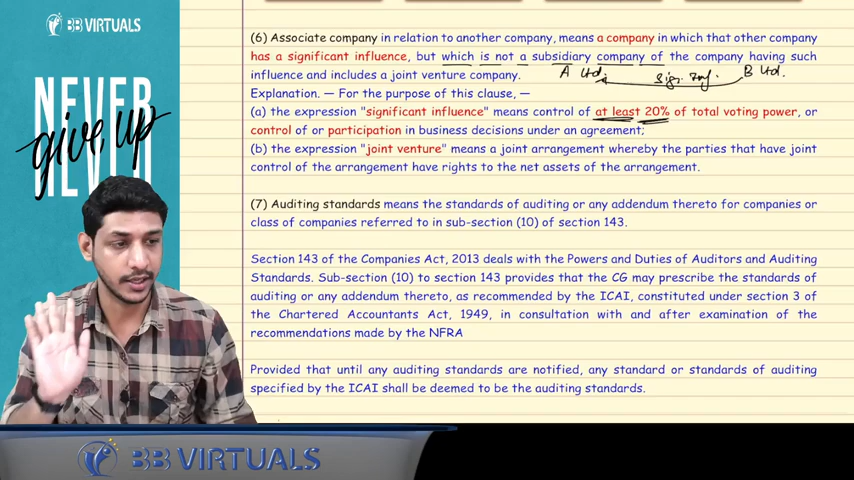 BB VIRTUALS
NEVER
give up
NEVER
(6) Associate company in relation to another company, means a company in which that other company
has a significant influence, but which is not a subsidiary company of the company having such
influence and includes a joint venture company.
A Ltd. Sig. Inf. B Ltd.
Explanation. — For the purpose of this clause, —
(a) the expression "significant influence" means control of at least 20% of total voting power, or
control of or participation in business decisions under an agreement;
(b) the expression "joint venture" means a joint arrangement whereby the parties that have joint
control of the arrangement have rights to the net assets of the arrangement.
(7) Auditing standards means the standards of auditing or any addendum thereto for companies or
class of companies referred to in sub-section (10) of section 143.
Section 143 of the Companies Act, 2013 deals with the Powers and Duties of Auditors and Auditing
Standards. Sub-section (10) to section 143 provides that the CG may prescribe the standards of
auditing or any addendum thereto, as recommended by the ICAI, constituted under section 3 of
the Chartered Accountants Act, 1949, in consultation with and after examination of the
recommendations made by the NFRA
Provided that until any auditing standards are notified, any standard or standards of auditing
specified by the ICAI shall be deemed to be the auditing standards.
BB VIRTUALS